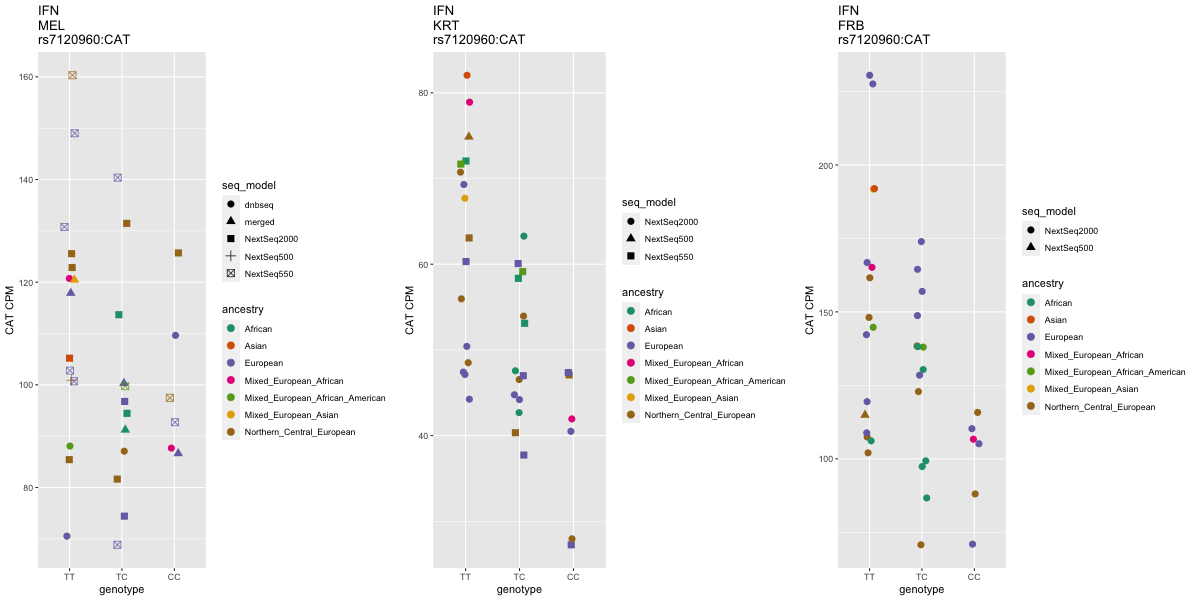 IFN
MEL
rs7120960:CAT
160
140
120
100
80
CAT CPM
TT
TC
CC
genotype
seq_model
dnbseq
merged
NextSeq2000
NextSeq500
NextSeq550
ancestry
African
Asian
European
Mixed_European_African
Mixed_European_African_American
Mixed_European_Asian
Northern_Central_European
IFN
KRT
rs7120960:CAT
80
60
40
CAT CPM
TT
TC
CC
genotype
seq_model
NextSeq2000
NextSeq500
NextSeq550
ancestry
African
Asian
European
Mixed_European_African
Mixed_European_African_American
Mixed_European_Asian
Northern_Central_European
IFN
FRB
rs7120960:CAT
200
150
100
CAT CPM
TT
TC
CC
genotype
seq_model
NextSeq2000
NextSeq500
ancestry
African
Asian
European
Mixed_European_African
Mixed_European_African_American
Mixed_European_Asian
Northern_Central_European